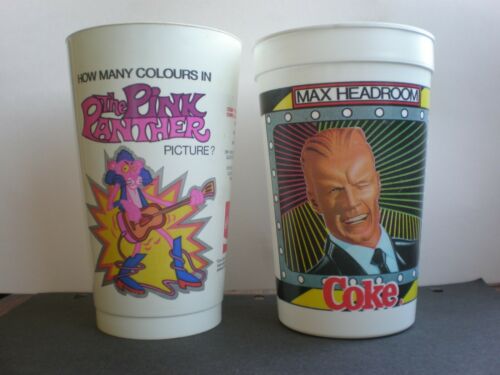 HOW MANY COLOURS IN
The PINK
PANTHER
PICTURE?
MAX HEADROOM
Coke